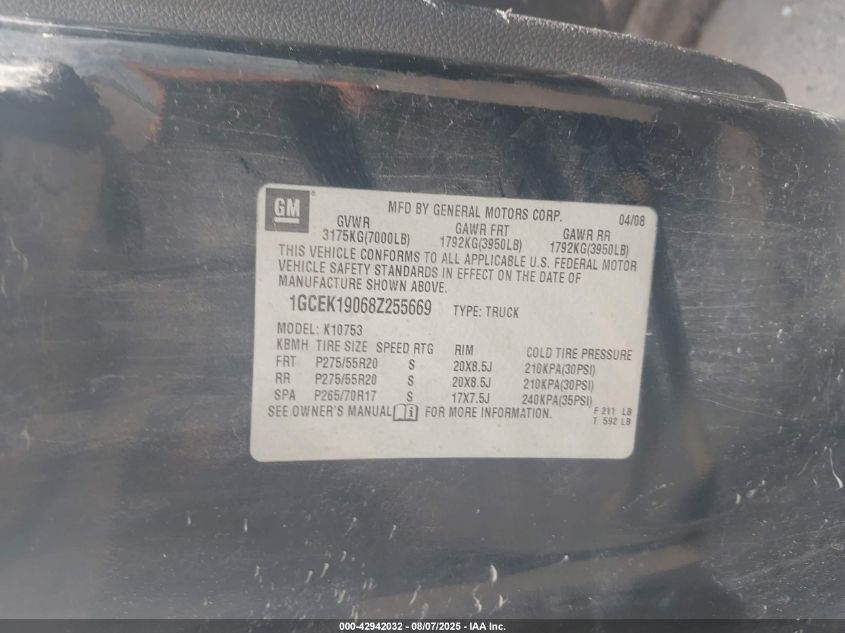 GM
MFD BY GENERAL MOTORS CORP. 04/08
GVWR GAWR FRT GAWR RR
3175KG(7000LB) 1792KG(3950LB) 1792KG(3950LB)
THIS VEHICLE CONFORMS TO ALL APPLICABLE U.S. FEDERAL MOTOR
VEHICLE SAFETY STANDARDS IN EFFECT ON THE DATE OF
MANUFACTURE SHOWN ABOVE.
1GCEK19068Z255669 TYPE: TRUCK
MODEL: K10753
KBMH TIRE SIZE SPEED RTG RIM COLD TIRE PRESSURE
FRT P275/55R20 S 20X8.5J 210KPA(30PSI)
RR P275/55R20 S 20X8.5J 210KPA(30PSI)
SPA P265/70R17 S 17X7.5J 240KPA(35PSI)
SEE OWNER'S MANUAL i FOR MORE INFORMATION.
F 211 LB
T 592 LB
000-42942032 - 08/07/2025 - IAA Inc.